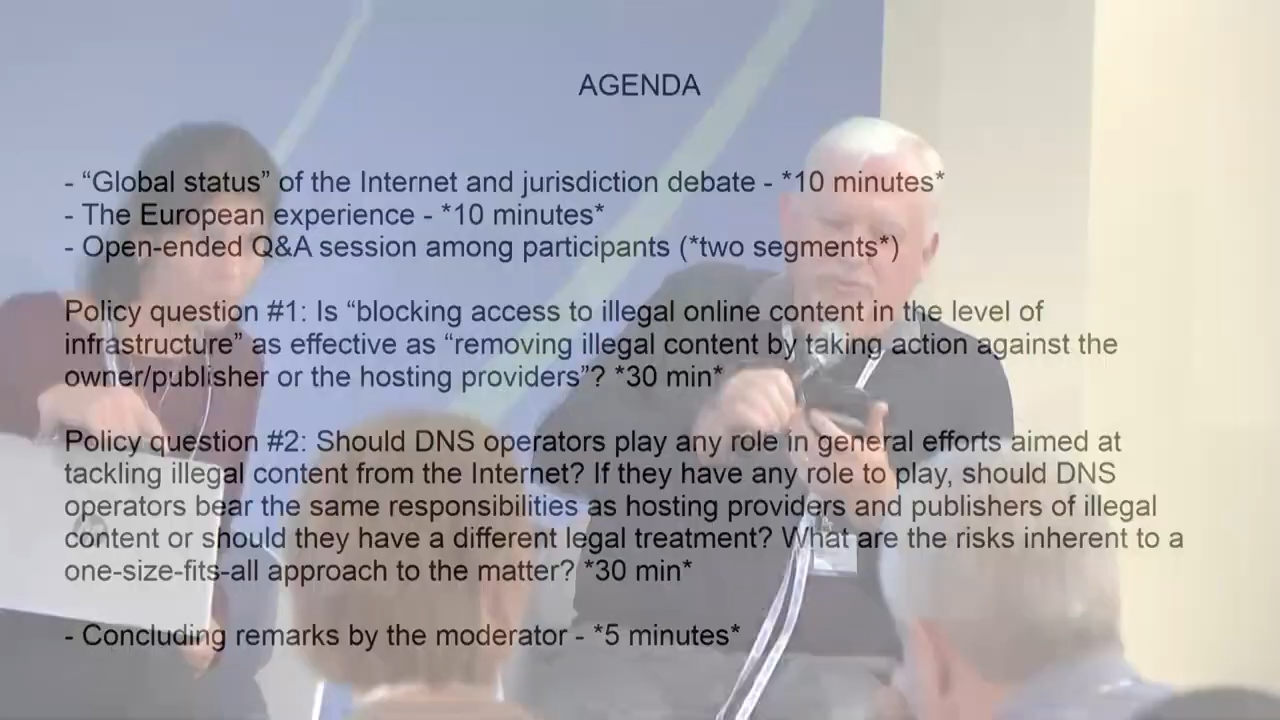 AGENDA
- “Global status” of the Internet and jurisdiction debate - *10 minutes*
- The European experience - *10 minutes*
- Open-ended Q&A session among participants (*two segments*)
Policy question #1: Is “blocking access to illegal online content in the level of
infrastructure” as effective as “removing illegal content by taking action against the
owner/publisher or the hosting providers”? *30 min*
Policy question #2: Should DNS operators play any role in general efforts aimed at
tackling illegal content from the Internet? If they have any role to play, should DNS
operators bear the same responsibilities as hosting providers and publishers of illegal
content or should they have a different legal treatment? What are the risks inherent to a
one-size-fits-all approach to the matter? *30 min*
- Concluding remarks by the moderator - *5 minutes*